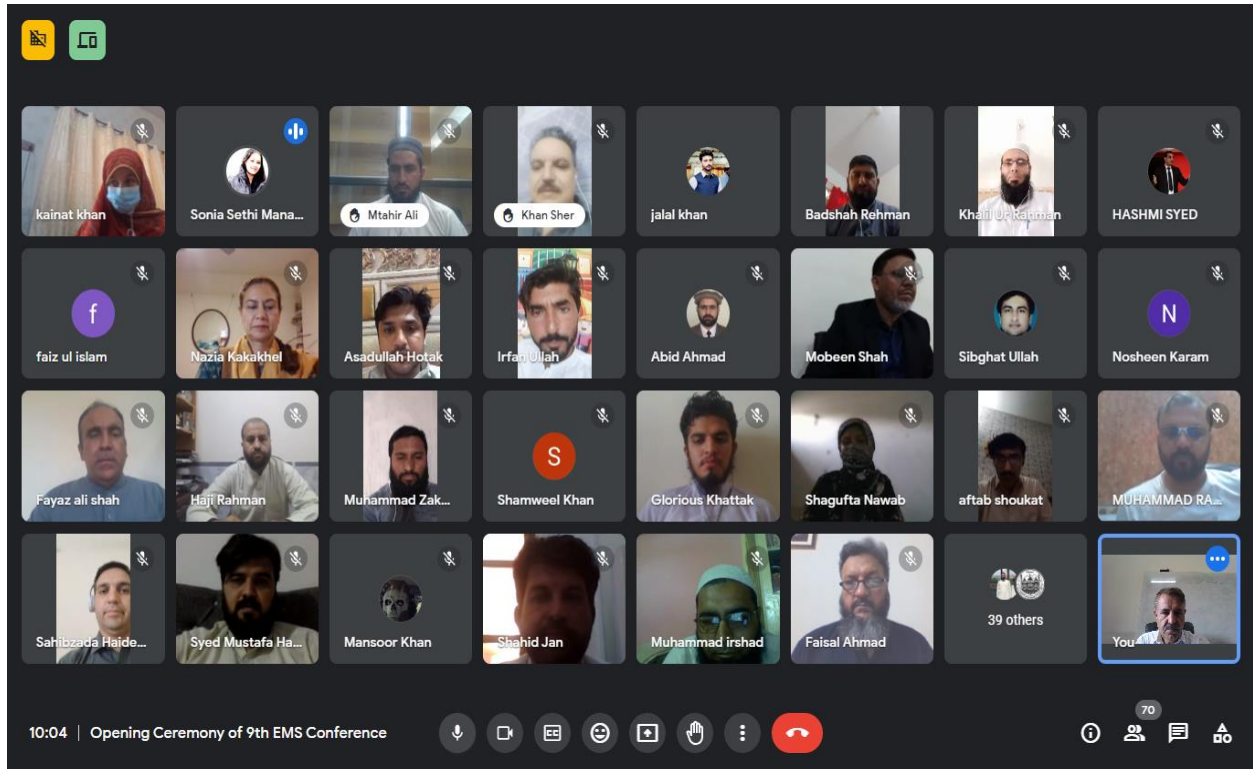 kainat khan
Sonia Sethi Mana...
Mtahir Ali
Khan Sher
jalal khan
Badshah Rehman
Khalil Ur Rahman
HASHMI SYED
f
faiz ul islam
Nazia Kakakhel
Asadullah Hotak
Irfan Ullah
Abid Ahmad
Mobeen Shah
Sibghat Ullah
N
Nosheen Karam
Fayaz ali shah
Haji Rahman
Muhammad Zak...
S
Shamweel Khan
Glorious Khattak
Shagufta Nawab
aftab shoukat
MUHAMMAD RA...
Sahibzada Haide...
Syed Mustafa Ha...
Mansoor Khan
Shahid Jan
Muhammad irshad
Faisal Ahmad
39 others
You
10:04 | Opening Ceremony of 9th EMS Conference
CC
70